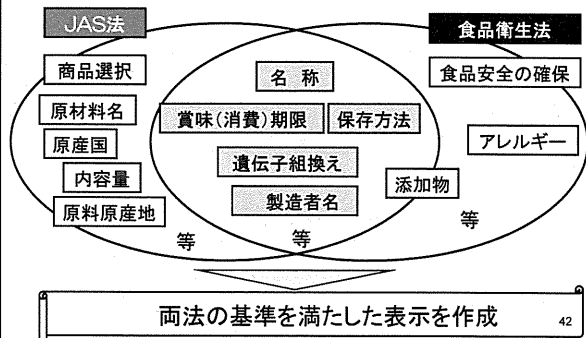 JAS法
食品衛生法
商品選択
食品安全の確保
名 称
原材料名
賞味(消費)期限
保存方法
アレルギー
原産国
遺伝子組換え
内容量
添加物
製造者名
原料原産地
等
等
等
両法の基準を満たした表示を作成
42